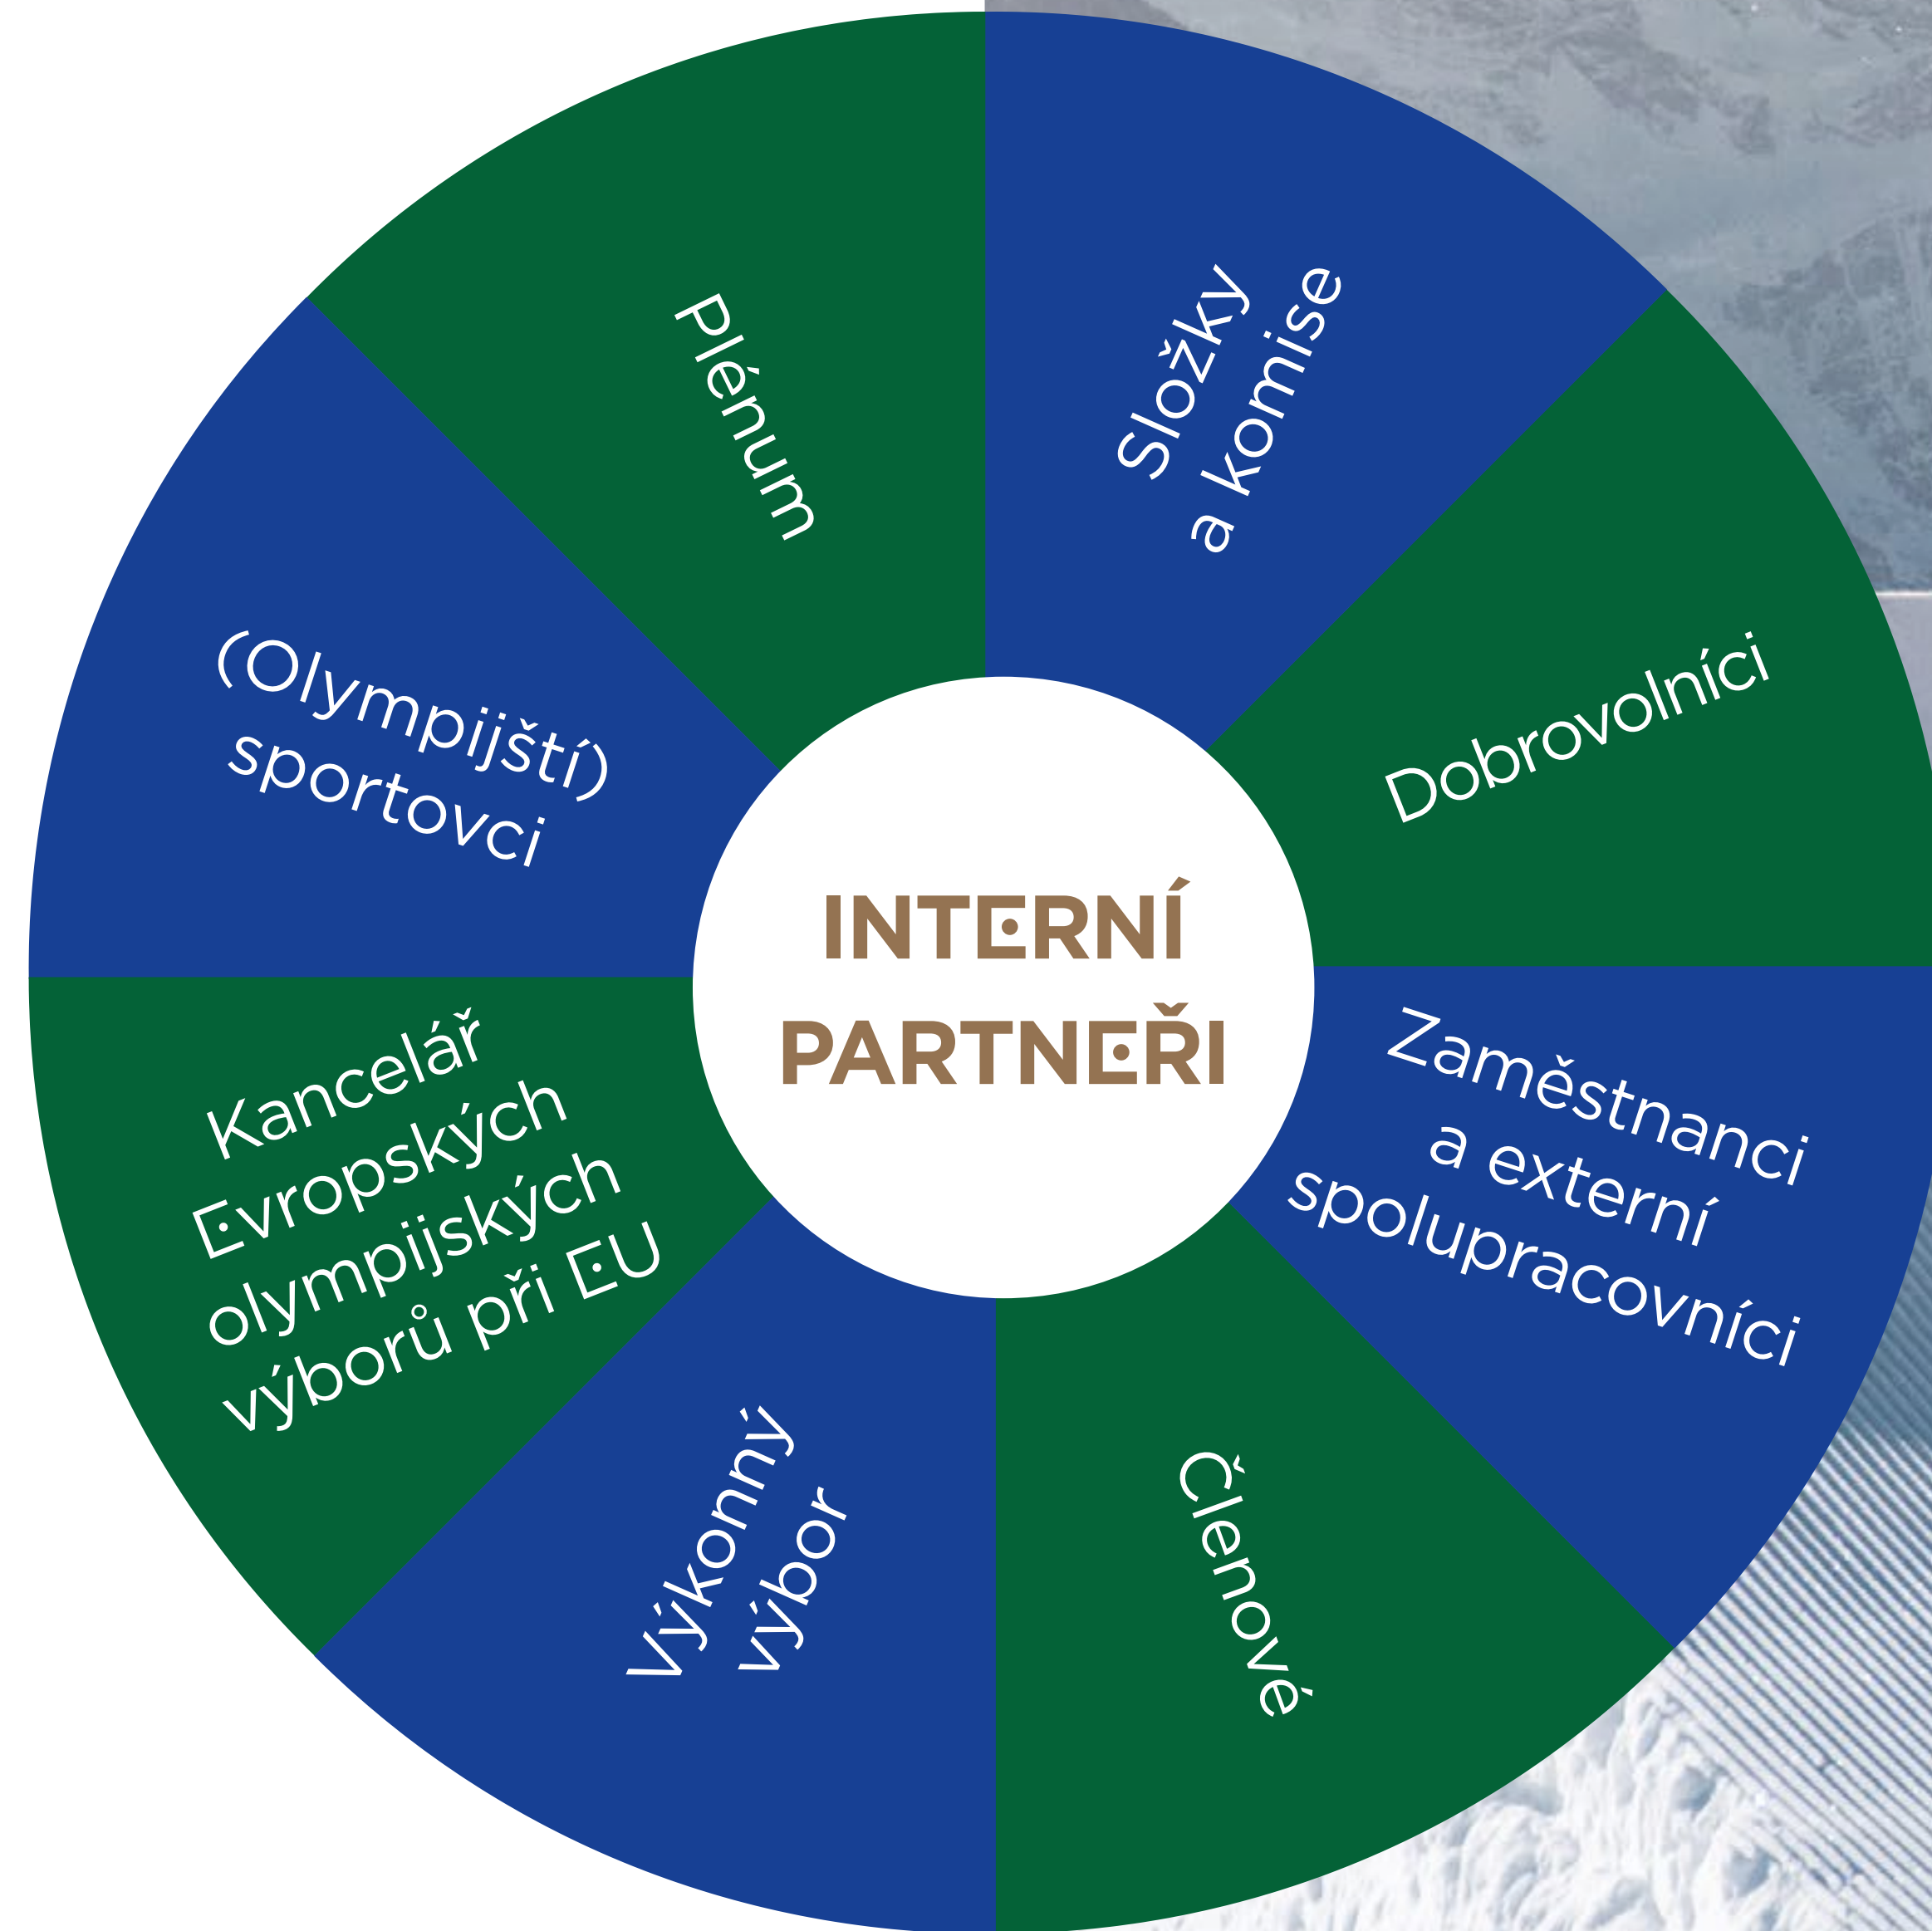 INTERNÍ
PARTNEŘI
Složky
a komise
Dobrovolníci
Zaměstnanci
a externí
spolupracovníci
Členové
Výkonný
výbor
Kancelář
Evropských
olympijských
výborů při EU
(Olympijští)
sportovci
Plénum